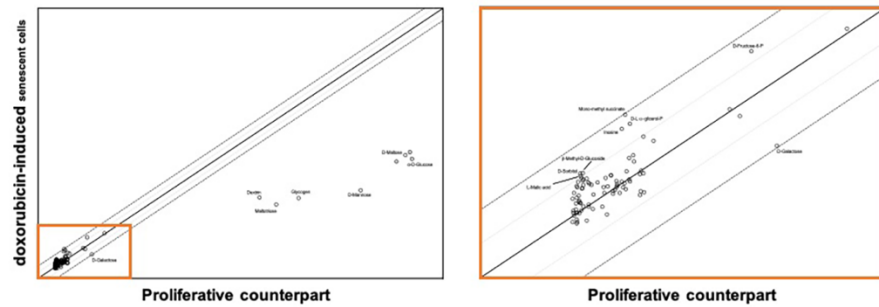 doxorubicin-induced senescent cells
D-Maltose
α-D-Glucose
Dextrin
Glycogen
D-Mannose
Maltotriose
D-Galactose
Proliferative counterpart
D-Fructose-6-P
Mono-methyl succinate
D-L-α-glycerol-P
Inosine
D-Galactose
β-Methyl-D-Glucoside
D-Sorbitol
L-Malic acid
Proliferative counterpart